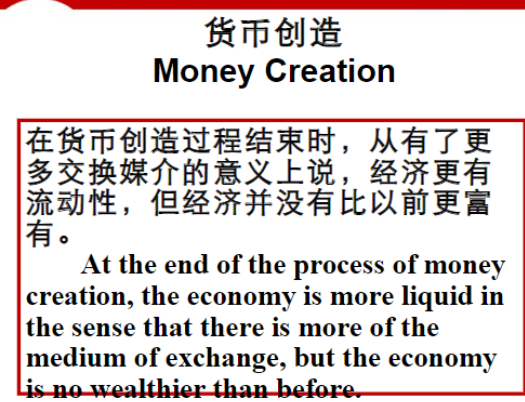 货币创造
Money Creation
在货币创造过程结束时，从有了更
多交换媒介的意义上说，经济更有
流动性，但经济并没有比以前更富
有。
At the end of the process of money
creation, the economy is more liquid in
the sense that there is more of the
medium of exchange, but the economy
is no wealthier than before.